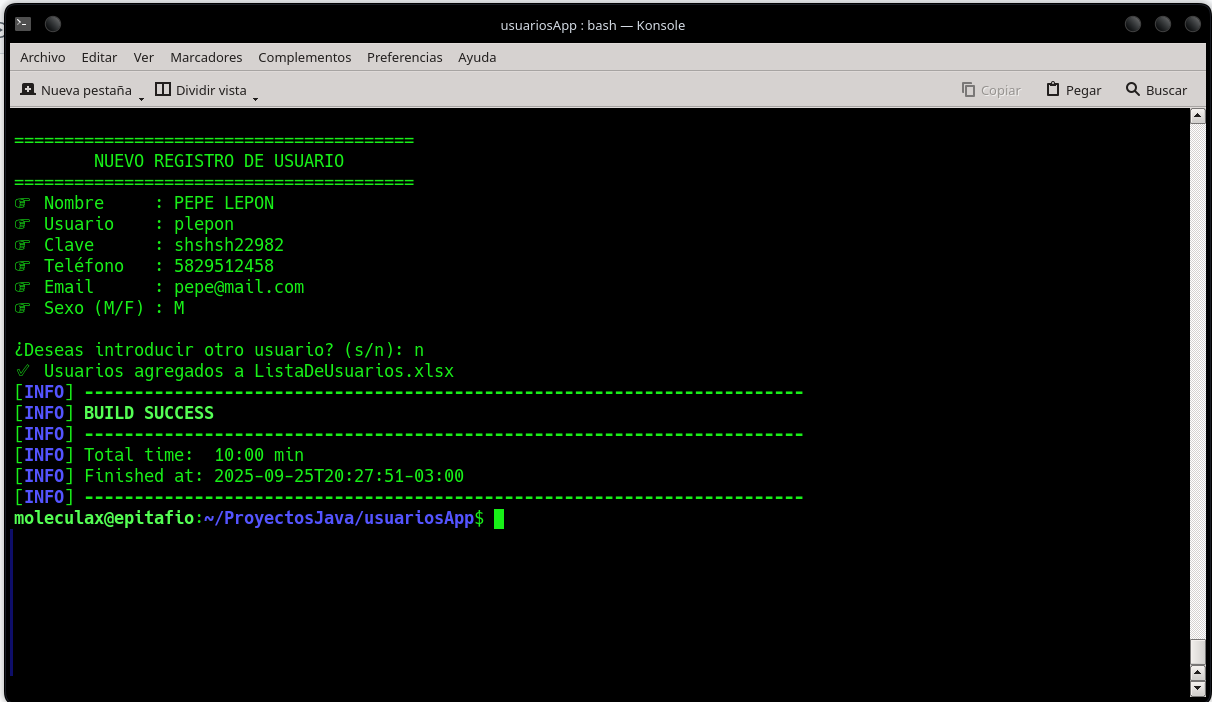 usuariosApp : bash — Konsole
Archivo Editar Ver Marcadores Complementos Preferencias Ayuda
Nueva pestaña Dividir vista Copiar Pegar Buscar
========================================
NUEVO REGISTRO DE USUARIO
========================================
☞ Nombre : PEPE LEPON
☞ Usuario : plepon
☞ Clave : shshsh22982
☞ Teléfono : 5829512458
☞ Email : pepe@mail.com
☞ Sexo (M/F) : M
¿Deseas introducir otro usuario? (s/n): n
✓ Usuarios agregados a ListaDeUsuarios.xlsx
[INFO] ------------------------------------------------------------------------
[INFO] BUILD SUCCESS
[INFO] ------------------------------------------------------------------------
[INFO] Total time:  10:00 min
[INFO] Finished at: 2025-09-25T20:27:51-03:00
[INFO] ------------------------------------------------------------------------
moleculax@epitafio:~/ProyectosJava/usuariosApp$